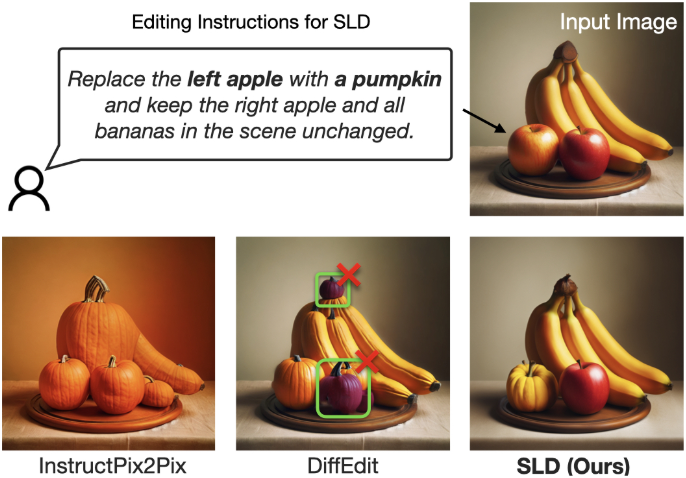 Editing Instructions for SLD
Input Image
Replace the left apple with a pumpkin
and keep the right apple and all
bananas in the scene unchanged.
InstructPix2Pix
DiffEdit
SLD (Ours)